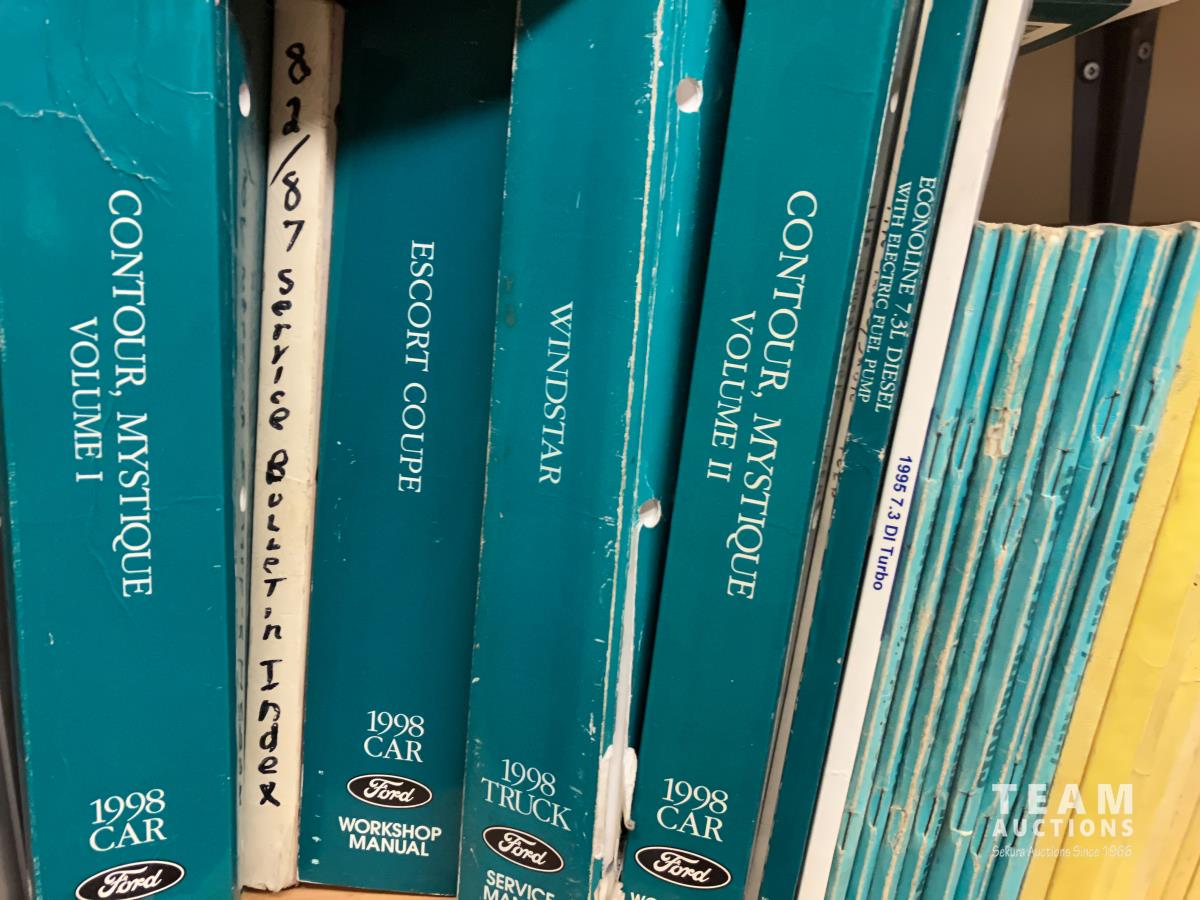 CONTOUR, MYSTIQUE
VOLUME I
1998
CAR
Ford
82/87 Service Bulletin Index
ESCORT COUPE
1998
CAR
Ford
WORKSHOP
MANUAL
WINDSTAR
1998
TRUCK
Ford
SERVICE
CONTOUR, MYSTIQUE
VOLUME II
1998
CAR
Ford
ECONOLINE 7.3L DIESEL
WITH ELECTRIC FUEL PUMP
1995 7.3 DI Turbo
TEAM
AUCTIONS
Sekura Auctions Since 1966